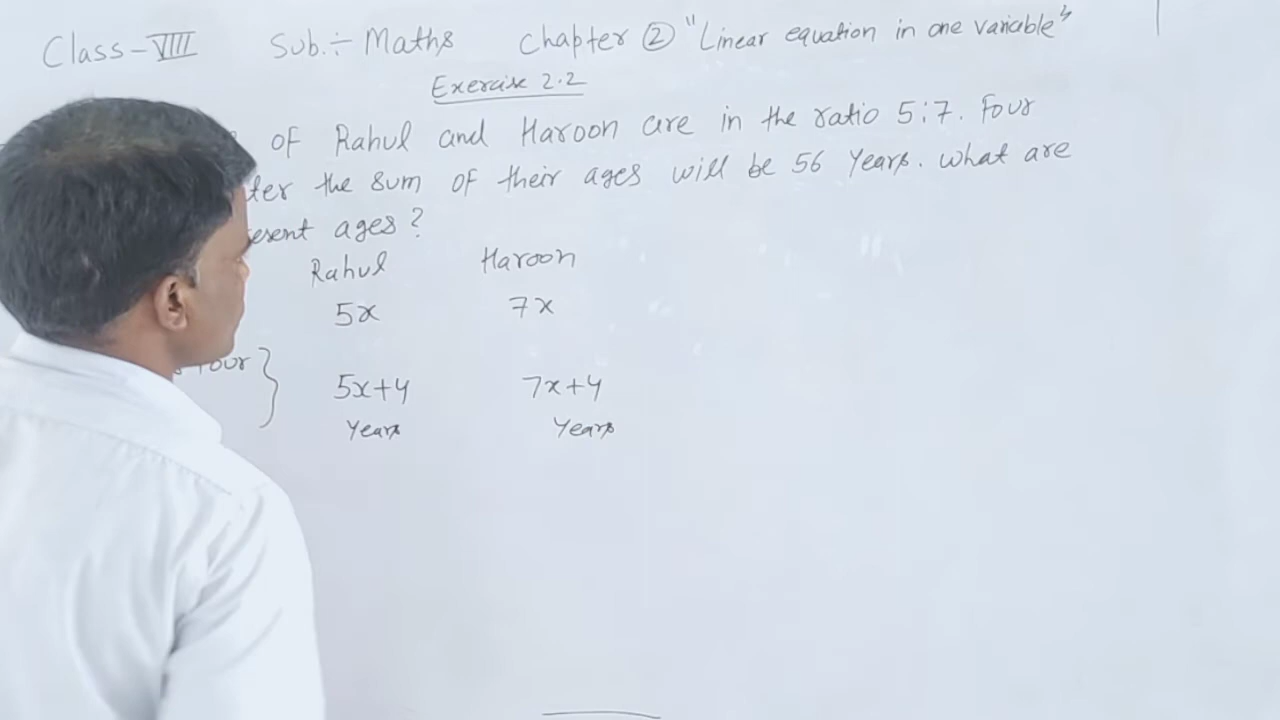 Class-VIII Sub.÷ Maths Chapter ② "Linear equation in one variable"
Exercise 2.2
of Rahul and Haroon are in the ratio 5:7. Four
ter the sum of their ages will be 56 Years. What are
esent ages?
Rahul Haroon
5x 7x
Four }
5x+4 7x+4
Years Years